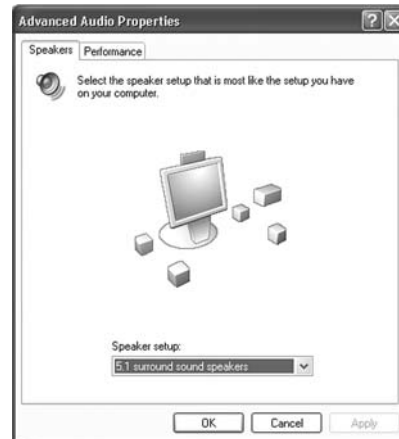 Advanced Audio Properties
Speakers Performance
Select the speaker setup that is most like the setup you have
on your computer.
Speaker setup:
5.1 surround sound speakers
OK Cancel Apply